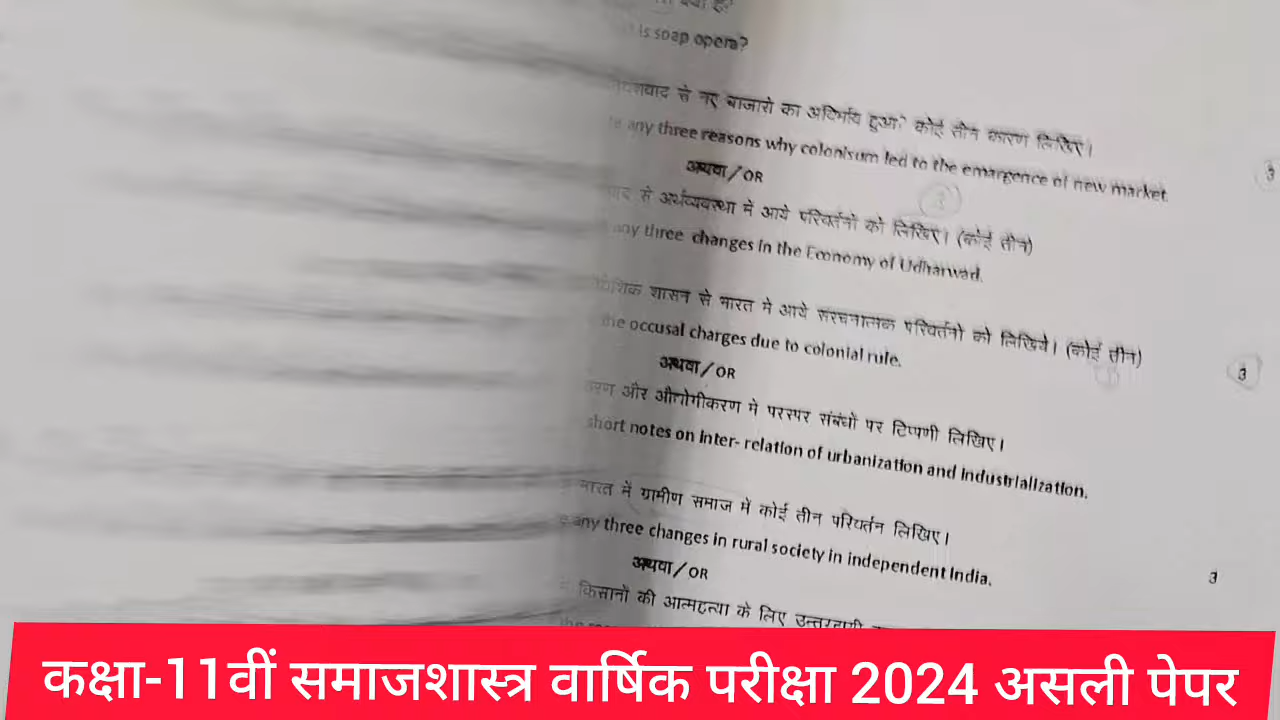 is soap opera?
से नए बाजारो का अविर्भाव हुआ? कोई तीन कारण लिखिए।
any three reasons why colonisum led to the emargence of new market.
3
अथवा/OR
से अर्थव्यवस्था में आये परिवर्तनो को लिखिए। (कोई तीन)
any three changes in the Economy of Udharwad.
शासन से भारत मे आये संरचनात्मक परिवर्तनो को लिखिये। (कोई तीन)
the occusal charges due to colonial rule.
3
अथवा/OR
और औद्योगीकरण मे परस्पर संबंधों पर टिप्पणी लिखिए।
short notes on inter- relation of urbanization and industrialization.
भारत में ग्रामीण समाज में कोई तीन परिवर्तन लिखिए।
any three changes in rural society in independent India.
3
अथवा/OR
किसानों की आत्महत्या के लिए उत्तरदायी
कक्षा-11वीं समाजशास्त्र वार्षिक परीक्षा 2024 असली पेपर